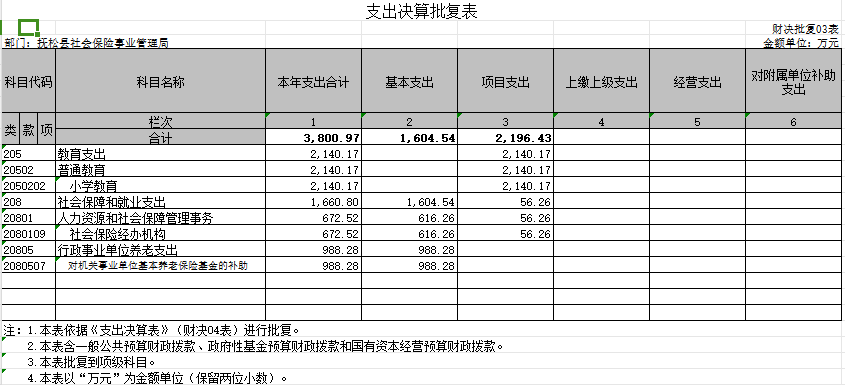 支出决算批复表
财决批复03表
部门：抚松县社会保险事业管理局 金额单位：万元
科目代码 科目名称 本年支出合计 基本支出 项目支出 上缴上级支出 经营支出 对附属单位补助支出
类 款 项 栏次 1 2 3 4 5 6
合计 3,800.97 1,604.54 2,196.43
205 教育支出 2,140.17 2,140.17
20502 普通教育 2,140.17 2,140.17
2050202 小学教育 2,140.17 2,140.17
208 社会保障和就业支出 1,660.80 1,604.54 56.26
20801 人力资源和社会保障管理事务 672.52 616.26 56.26
2080109 社会保险经办机构 672.52 616.26 56.26
20805 行政事业单位养老支出 988.28 988.28
2080507 对机关事业单位基本养老保险基金的补助 988.28 988.28
注：1.本表依据《支出决算表》（财决04表）进行批复。
2.本表含一般公共预算财政拨款、政府性基金预算财政拨款和国有资本经营预算财政拨款。
3.本表批复到项级科目。
4.本表以“万元”为金额单位（保留两位小数）。